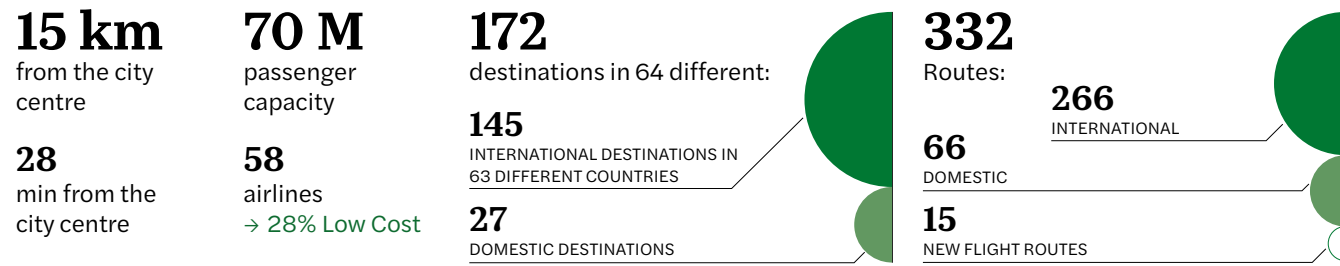 15 km
from the city
centre
28
min from the
city centre
70 M
passenger
capacity
58
airlines
→ 28% Low Cost
172
destinations in 64 different:
145
INTERNATIONAL DESTINATIONS IN
63 DIFFERENT COUNTRIES
27
DOMESTIC DESTINATIONS
332
Routes:
266
INTERNATIONAL
66
DOMESTIC
15
NEW FLIGHT ROUTES